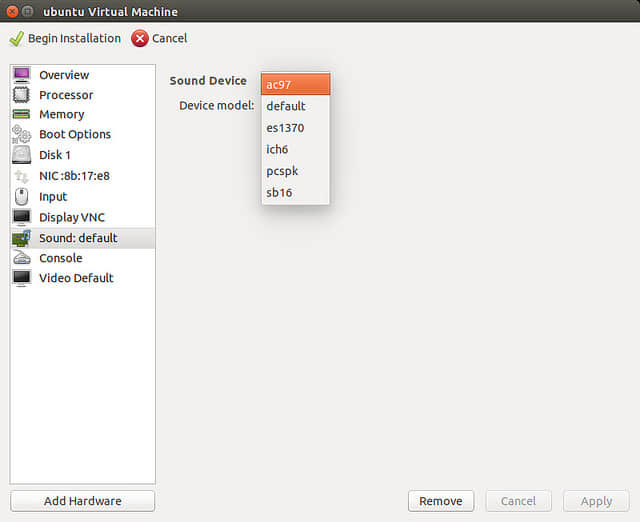 ubuntu Virtual Machine
Begin Installation Cancel
Overview
Processor
Memory
Boot Options
Disk 1
NIC :8b:17:e8
Input
Display VNC
Sound: default
Console
Video Default
Add Hardware
Sound Device
Device model:
ac97
default
es1370
ich6
pcspk
sb16
Remove Cancel Apply